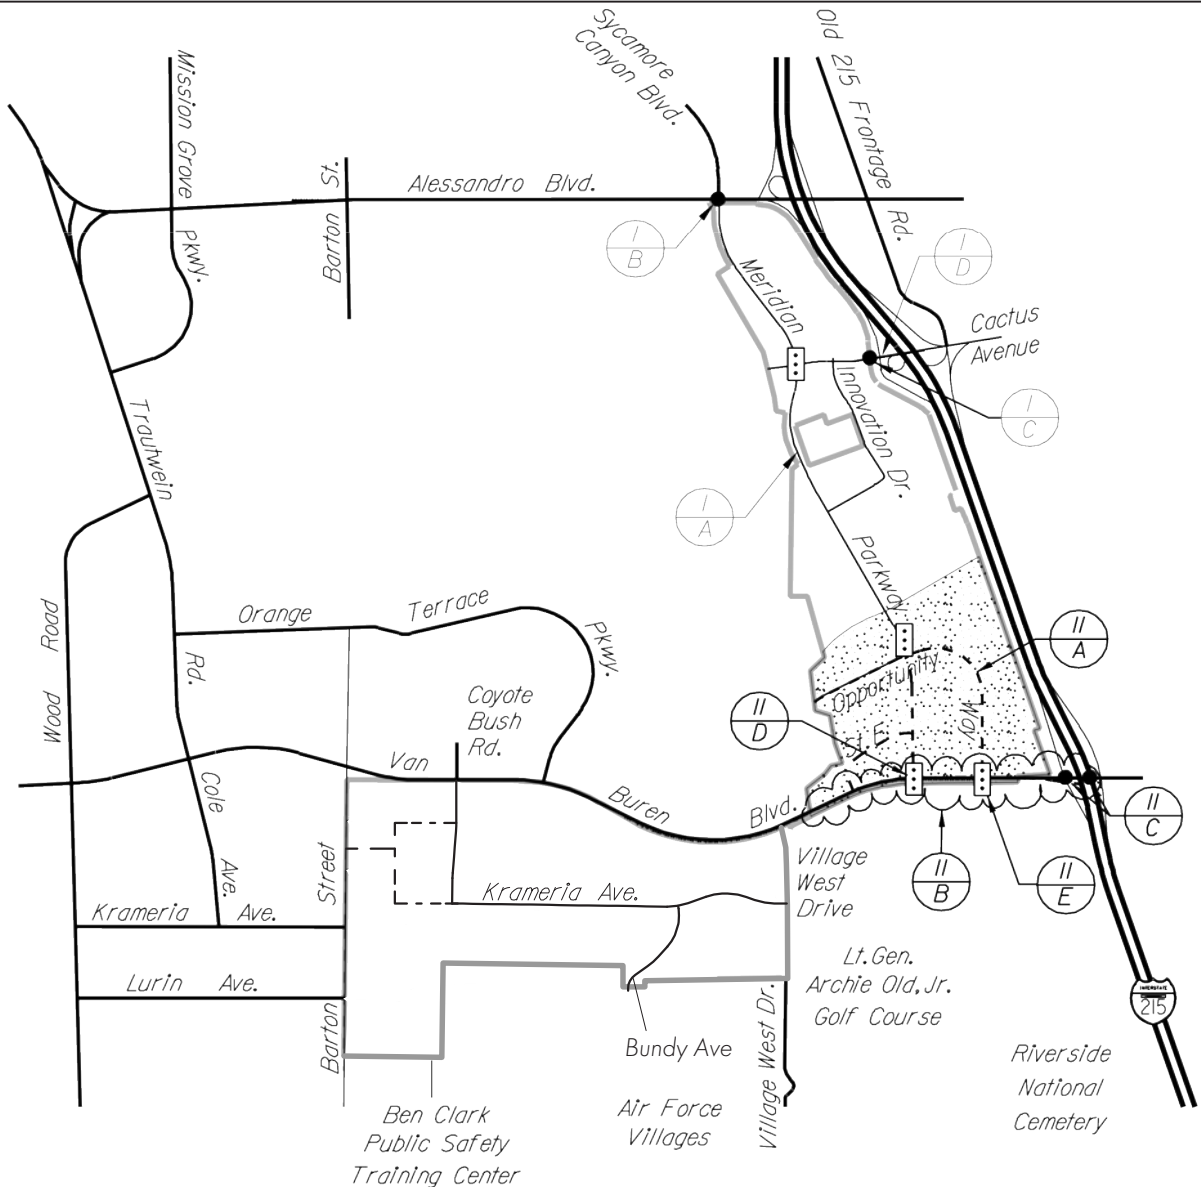 Sycamore
Canyon Blvd.
Old 215 Frontage Rd.
Mission Grove Pkwy.
Barton St.
Alessandro Blvd.
I
B
I
D
Meridian
Cactus
Avenue
Innovation Dr.
I
C
Trautwein
I
A
Parkway
Orange Terrace Pkwy.
Wood Road
Rd.
II
A
Opportunity
Way
Coyote
Bush
Rd.
II
D
St. E
Van Buren Blvd.
Cole Ave.
II
C
Village
West
Drive
II
B
II
E
Street
Krameria Ave.
Krameria Ave.
Lurin Ave.
Lt. Gen.
Archie Old, Jr.
Golf Course
INTERSTATE
215
Barton
Bundy Ave
Village West Dr.
Riverside
National
Cemetery
Ben Clark
Public Safety
Training Center
Air Force
Villages